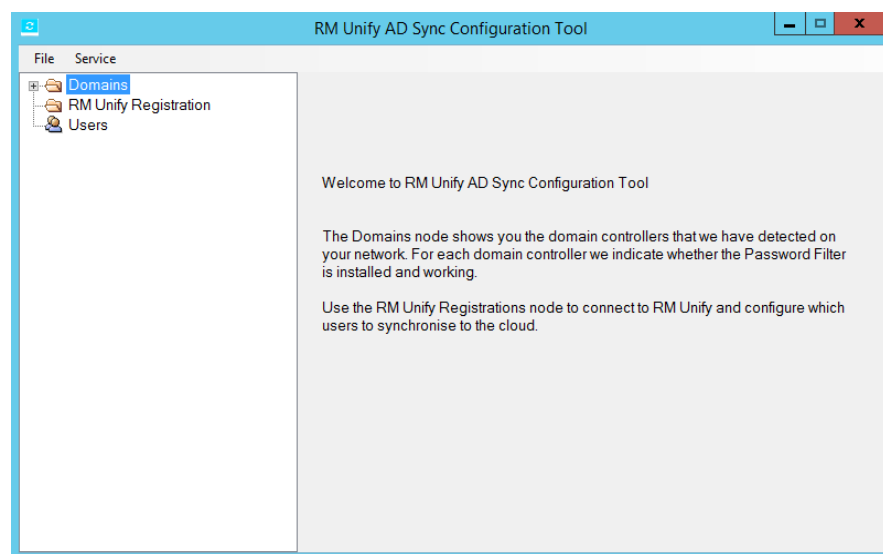 RM Unify AD Sync Configuration Tool
File Service
Domains
RM Unify Registration
Users
Welcome to RM Unify AD Sync Configuration Tool
The Domains node shows you the domain controllers that we have detected on
your network. For each domain controller we indicate whether the Password Filter
is installed and working.
Use the RM Unify Registrations node to connect to RM Unify and configure which
users to synchronise to the cloud.